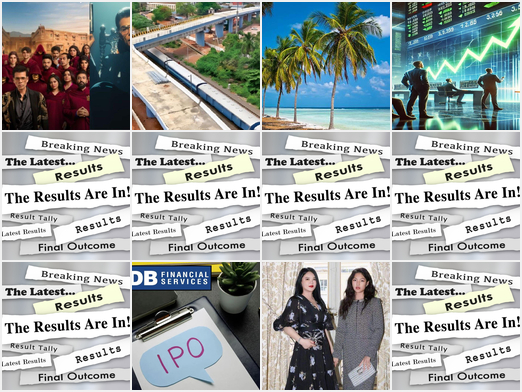 Breaking News
The Latest...
Results
The Results Are In!
Result Tally
Latest Results
Results
Final Outcome
Breaking News
The Latest...
Results
The Results Are In!
Result Tally
Latest Results
Results
Final Outcome
Breaking News
The Latest...
Results
The Results Are In!
Result Tally
Latest Results
Results
Final Outcome
Breaking News
The Latest...
Results
The Results Are In!
Result Tally
Latest Results
Results
Final Outcome
Breaking News
The Latest...
Results
The Results Are In!
Result Tally
Latest Results
Results
Final Outcome
DB FINANCIAL
SERVICES
IPO
Breaking News
The Latest...
Results
The Results Are In!
Result Tally
Latest Results
Results
Final Outcome